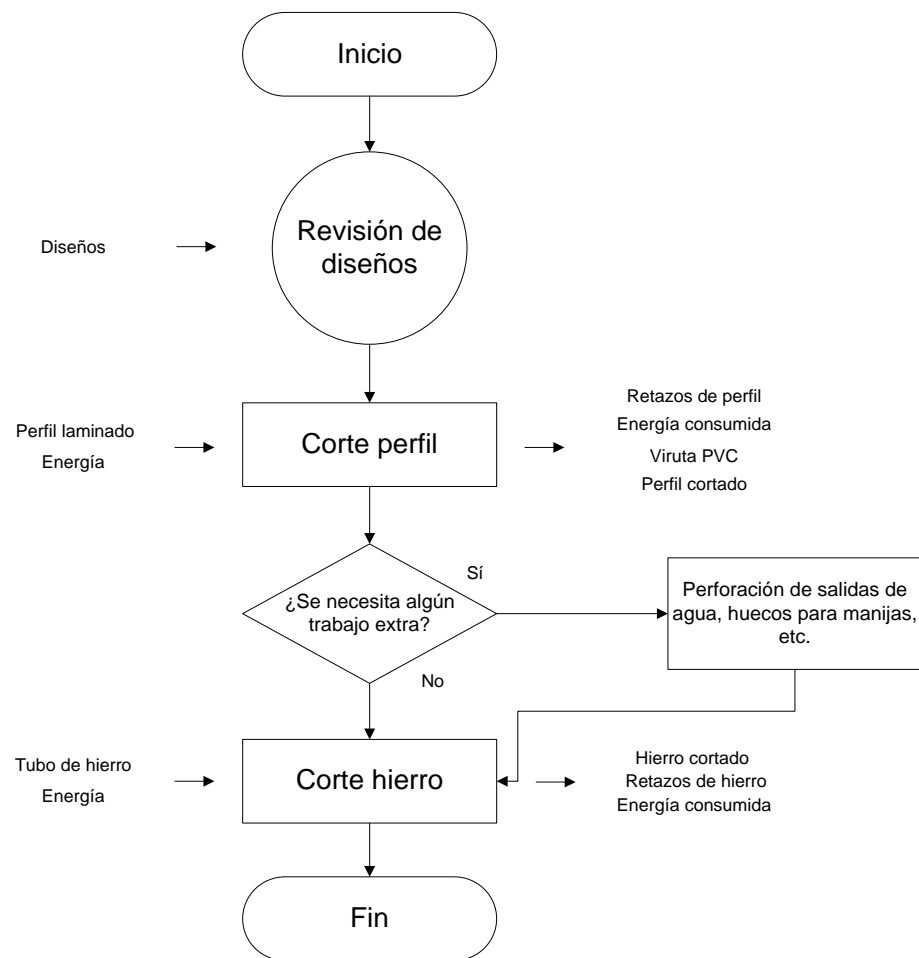 Inicio
Diseños
Revisión de
diseños
Perfil laminado
Energía
Corte perfil
Retazos de perfil
Energía consumida
Viruta PVC
Perfil cortado
¿Se necesita algún
trabajo extra?
Sí
No
Perforación de salidas de
agua, huecos para manijas,
etc.
Tubo de hierro
Energía
Corte hierro
Hierro cortado
Retazos de hierro
Energía consumida
Fin